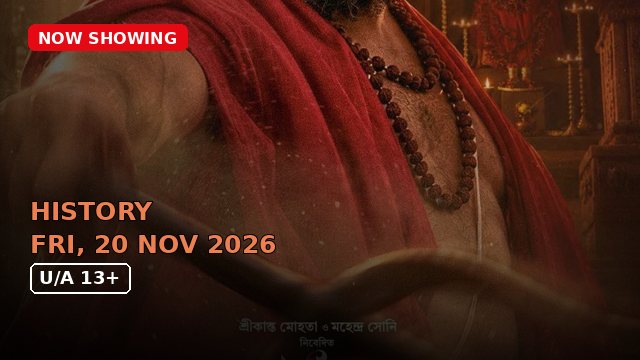 NOW SHOWING
HISTORY
FRI, 20 NOV 2026
U/A 13+
শ্রীকান্ত মোহতা ও মহেন্দ্র সোনি
নিবেদিত